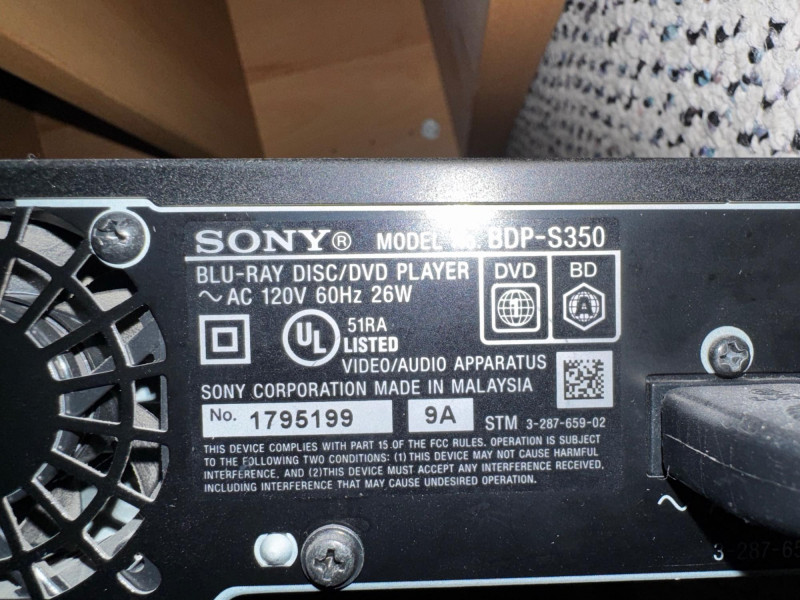 SONY® MODEL BDP-S350
BLU-RAY DISC/DVD PLAYER
~ AC 120V 60Hz 26W
DVD
1
BD
A
UL
51RA
LISTED
VIDEO/AUDIO APPARATUS
SONY CORPORATION MADE IN MALAYSIA
No. 1795199 9A STM 3-287-659-02
THIS DEVICE COMPLIES WITH PART 15 OF THE FCC RULES. OPERATION IS SUBJECT
TO THE FOLLOWING TWO CONDITIONS: (1) THIS DEVICE MAY NOT CAUSE HARMFUL
INTERFERENCE, AND (2)THIS DEVICE MUST ACCEPT ANY INTERFERENCE RECEIVED,
INCLUDING INTERFERENCE THAT MAY CAUSE UNDESIRED OPERATION.
~